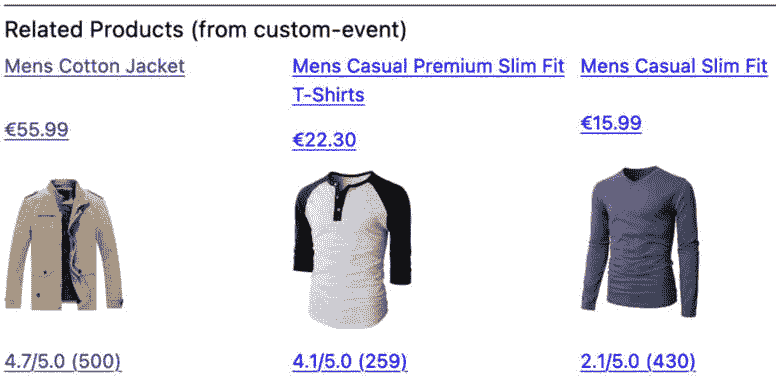 Related Products (from custom-event)
Mens Cotton Jacket
€55.99
4.7/5.0 (500)
Mens Casual Premium Slim Fit
T-Shirts
€22.30
4.1/5.0 (259)
Mens Casual Slim Fit
€15.99
2.1/5.0 (430)